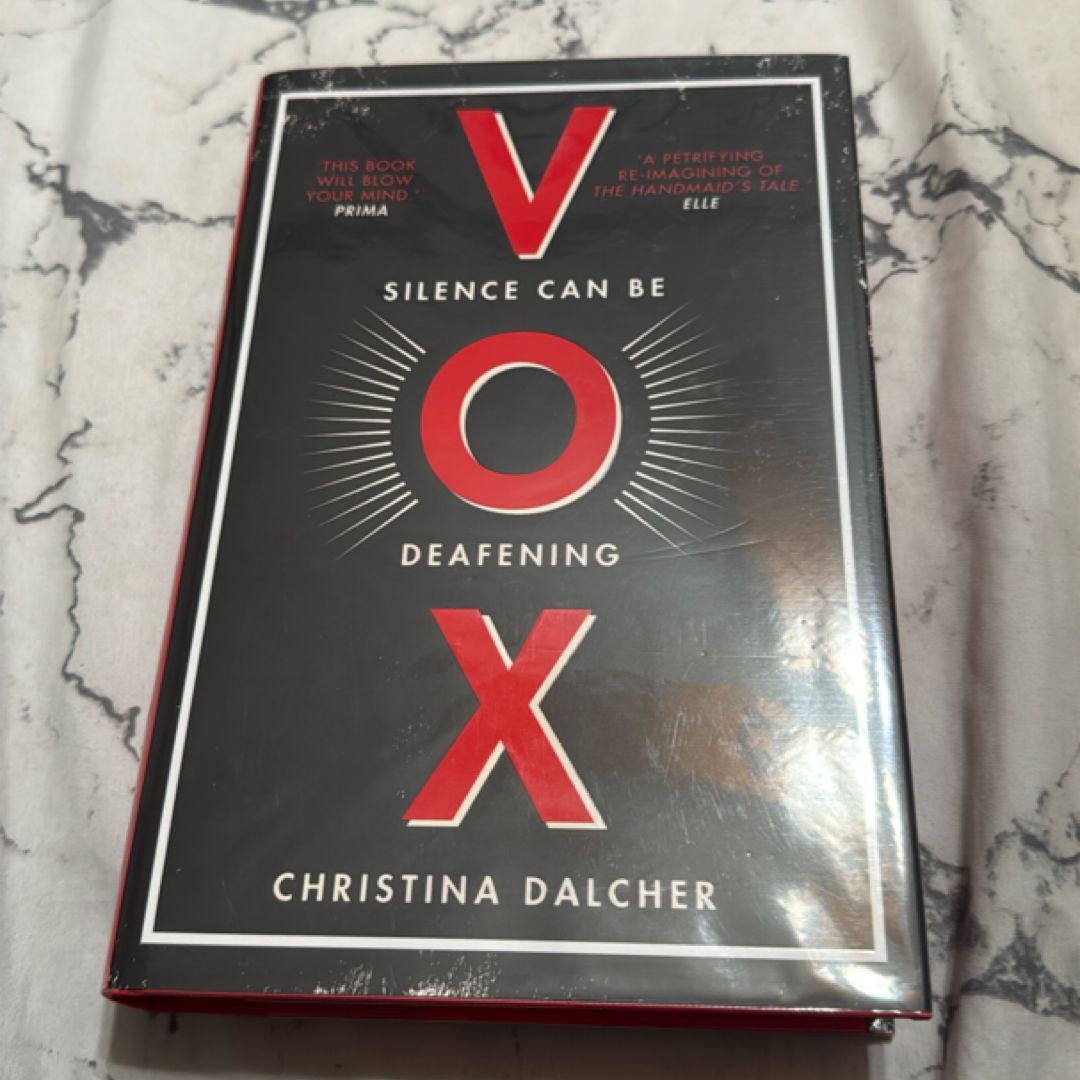 V
'THIS BOOK
WILL BLOW
YOUR MIND.'
PRIMA
'A PETRIFYING
RE-IMAGINING OF
THE HANDMAID'S TALE.'
ELLE
SILENCE CAN BE
O
DEAFENING
X
CHRISTINA DALCHER